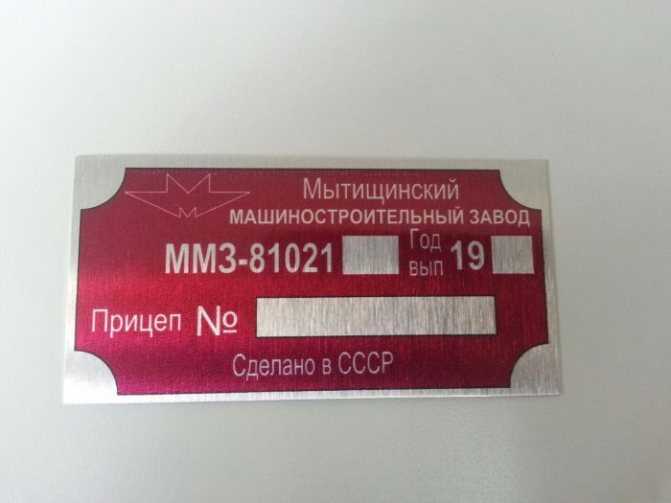 Мытищинский
МАШИНОСТРОИТЕЛЬНЫЙ ЗАВОД
ММЗ-81021 Год вып 19
Прицеп №
Сделано в СССР